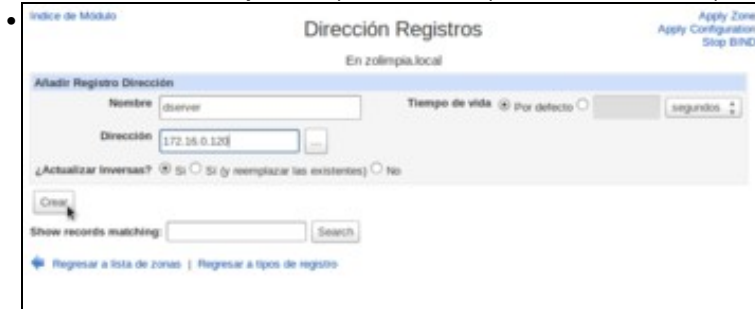 Índice de Módulo
Dirección Registros
Apply Zone
Apply Configuration
Stop BIND
En zolimpia.local
Añadir Registro Dirección
Nombre dserver Tiempo de vida Por defecto segundos
Dirección 172.16.0.120 ...
¿Actualizar Inversas? Si Sí (y reemplazar las existentes) No
Crear
Show records matching: Search
Regresar a lista de zonas | Regresar a tipos de registro